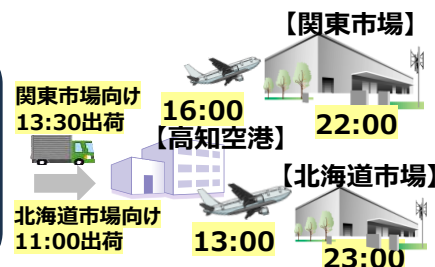 【関東市場】
関東市場向け
13:30出荷
16:00
22:00
【高知空港】
【北海道市場】
北海道市場向け
11:00出荷
13:00
23:00